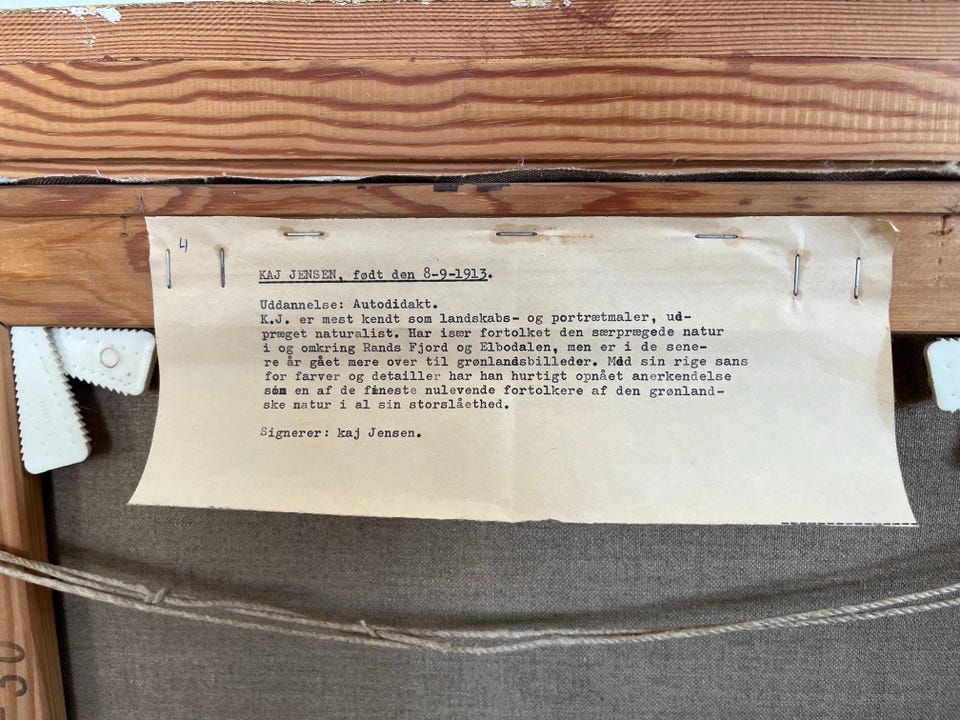 4
KAJ JENSEN, født den 8-9-1913.
Uddannelse: Autodidakt.
K.J. er mest kendt som landskabs- og portrætmaler, ud-
præget naturalist. Har især fortolket den særprægede natur
i og omkring Rands Fjord og Elbodalen, men er i de sene-
re år gået mere over til grønlandsbilleder. Med sin rige sans
for farver og detailler har han hurtigt opnået anerkendelse
som en af de fineste nulevende fortolkere af den grønland-
ske natur i al sin storslåethed.
Signerer: kaj Jensen.
50